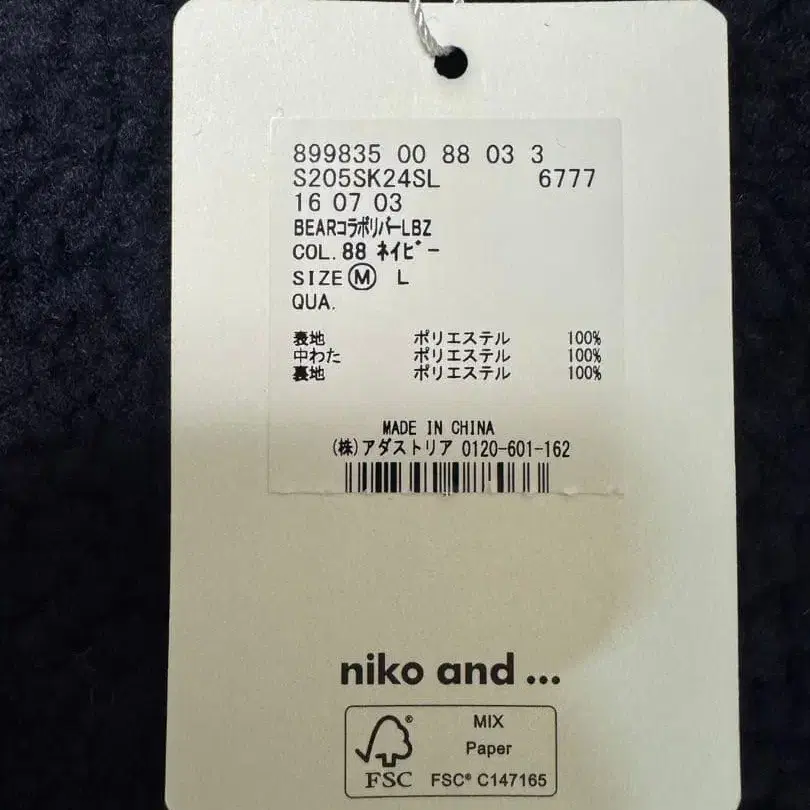 899835 00 88 03 3
S205SK24SL 6777
16 07 03
BEARコラボリバーLBZ
COL.88 ネイビー
SIZE Ⓜ L
QUA.
表地 ポリエステル 100%
中わた ポリエステル 100%
裏地 ポリエステル 100%
MADE IN CHINA
(株)アダストリア 0120-601-162
niko and ...
MIX
Paper
FSC® FSC® C147165